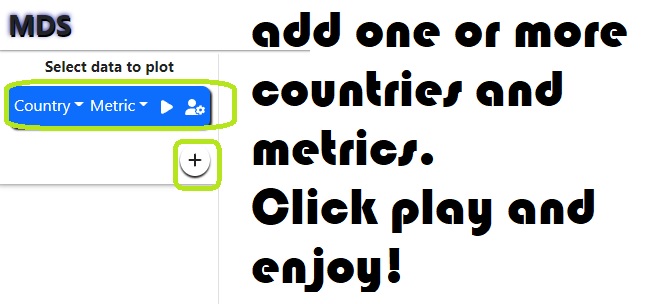 MDS
Select data to plot
Country Metric
+
add one or more
countries and
metrics.
Click play and
enjoy!